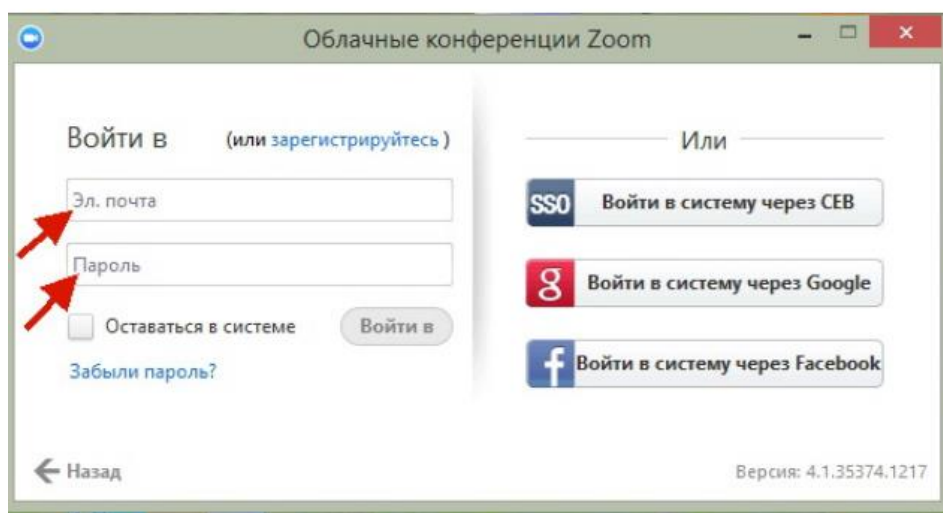 Облачные конференции Zoom
Войти в (или зарегистрируйтесь )
Эл. почта
Пароль
Оставаться в системе
Войти в
Забыли пароль?
Или
SSO Войти в систему через СЕВ
g Войти в систему через Google
f Войти в систему через Facebook
Назад
Версия: 4.1.35374.1217